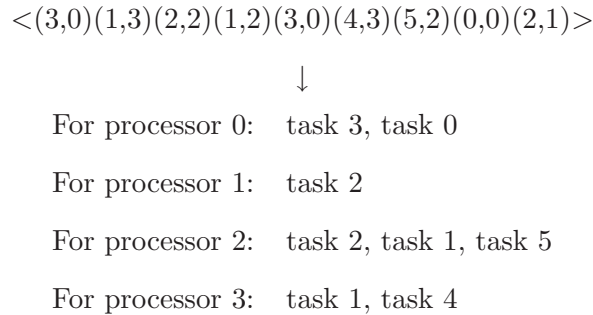 <(3,0)(1,3)(2,2)(1,2)(3,0)(4,3)(5,2)(0,0)(2,1)>
↓
For processor 0: task 3, task 0
For processor 1: task 2
For processor 2: task 2, task 1, task 5
For processor 3: task 1, task 4